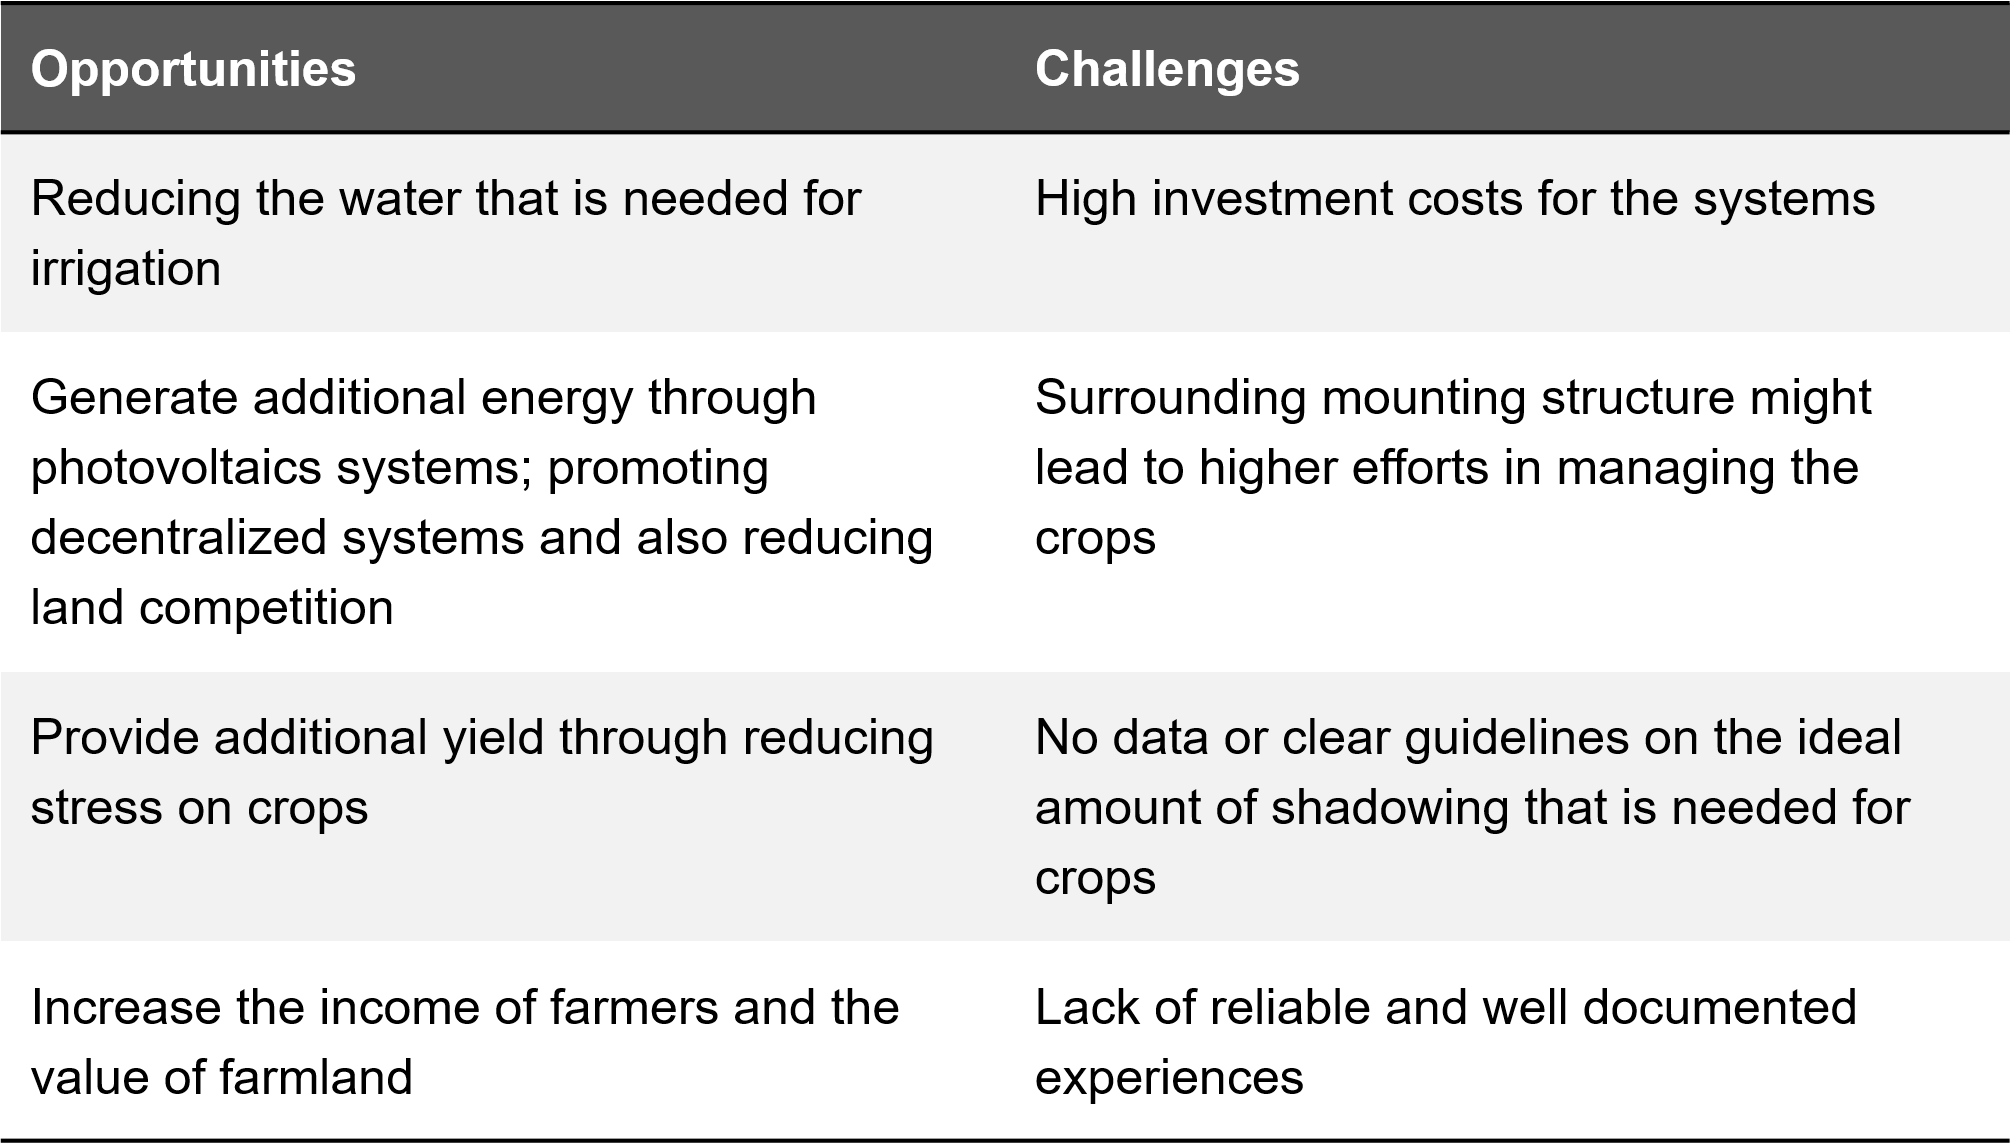 Opportunities
Challenges
Reducing the water that is needed for
irrigation
High investment costs for the systems
Generate additional energy through
photovoltaics systems; promoting
decentralized systems and also reducing
land competition
Surrounding mounting structure might
lead to higher efforts in managing the
crops
Provide additional yield through reducing
stress on crops
No data or clear guidelines on the ideal
amount of shadowing that is needed for
crops
Increase the income of farmers and the
value of farmland
Lack of reliable and well documented
experiences